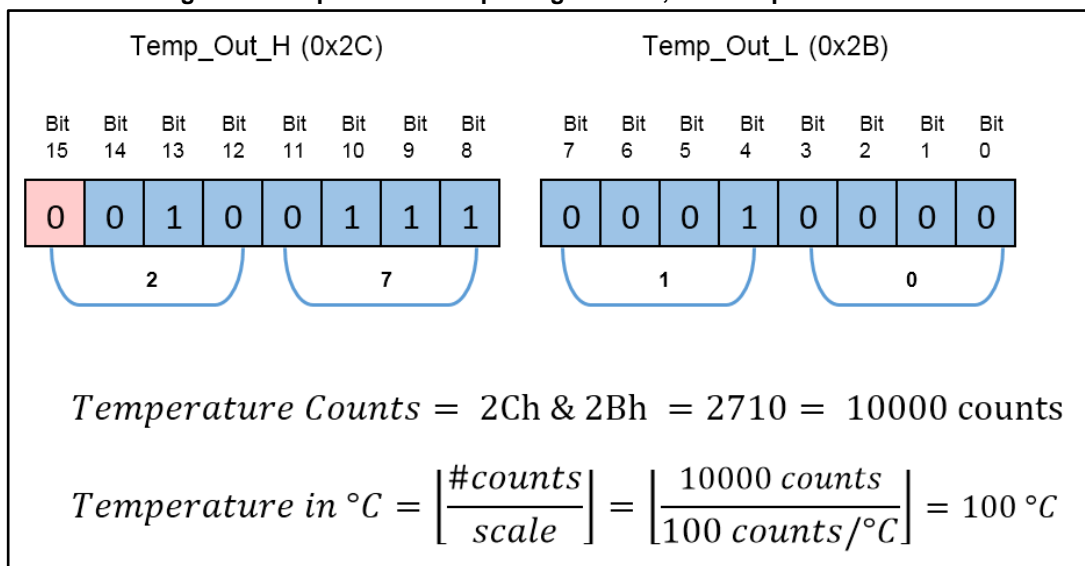 Temp_Out_H (0x2C) Temp_Out_L (0x2B)
Bit Bit Bit Bit Bit Bit Bit Bit Bit Bit Bit Bit Bit Bit Bit Bit
15 14 13 12 11 10 9 8 7 6 5 4 3 2 1 0
0 0 1 0 0 1 1 1 0 0 0 1 0 0 0 0
2 7 1 0
Temperature Counts = 2Ch & 2Bh = 2710 = 10000 counts
Temperature in °C = ⌊#counts/scale⌋ = ⌊10000 counts/100 counts/°C⌋ = 100 °C